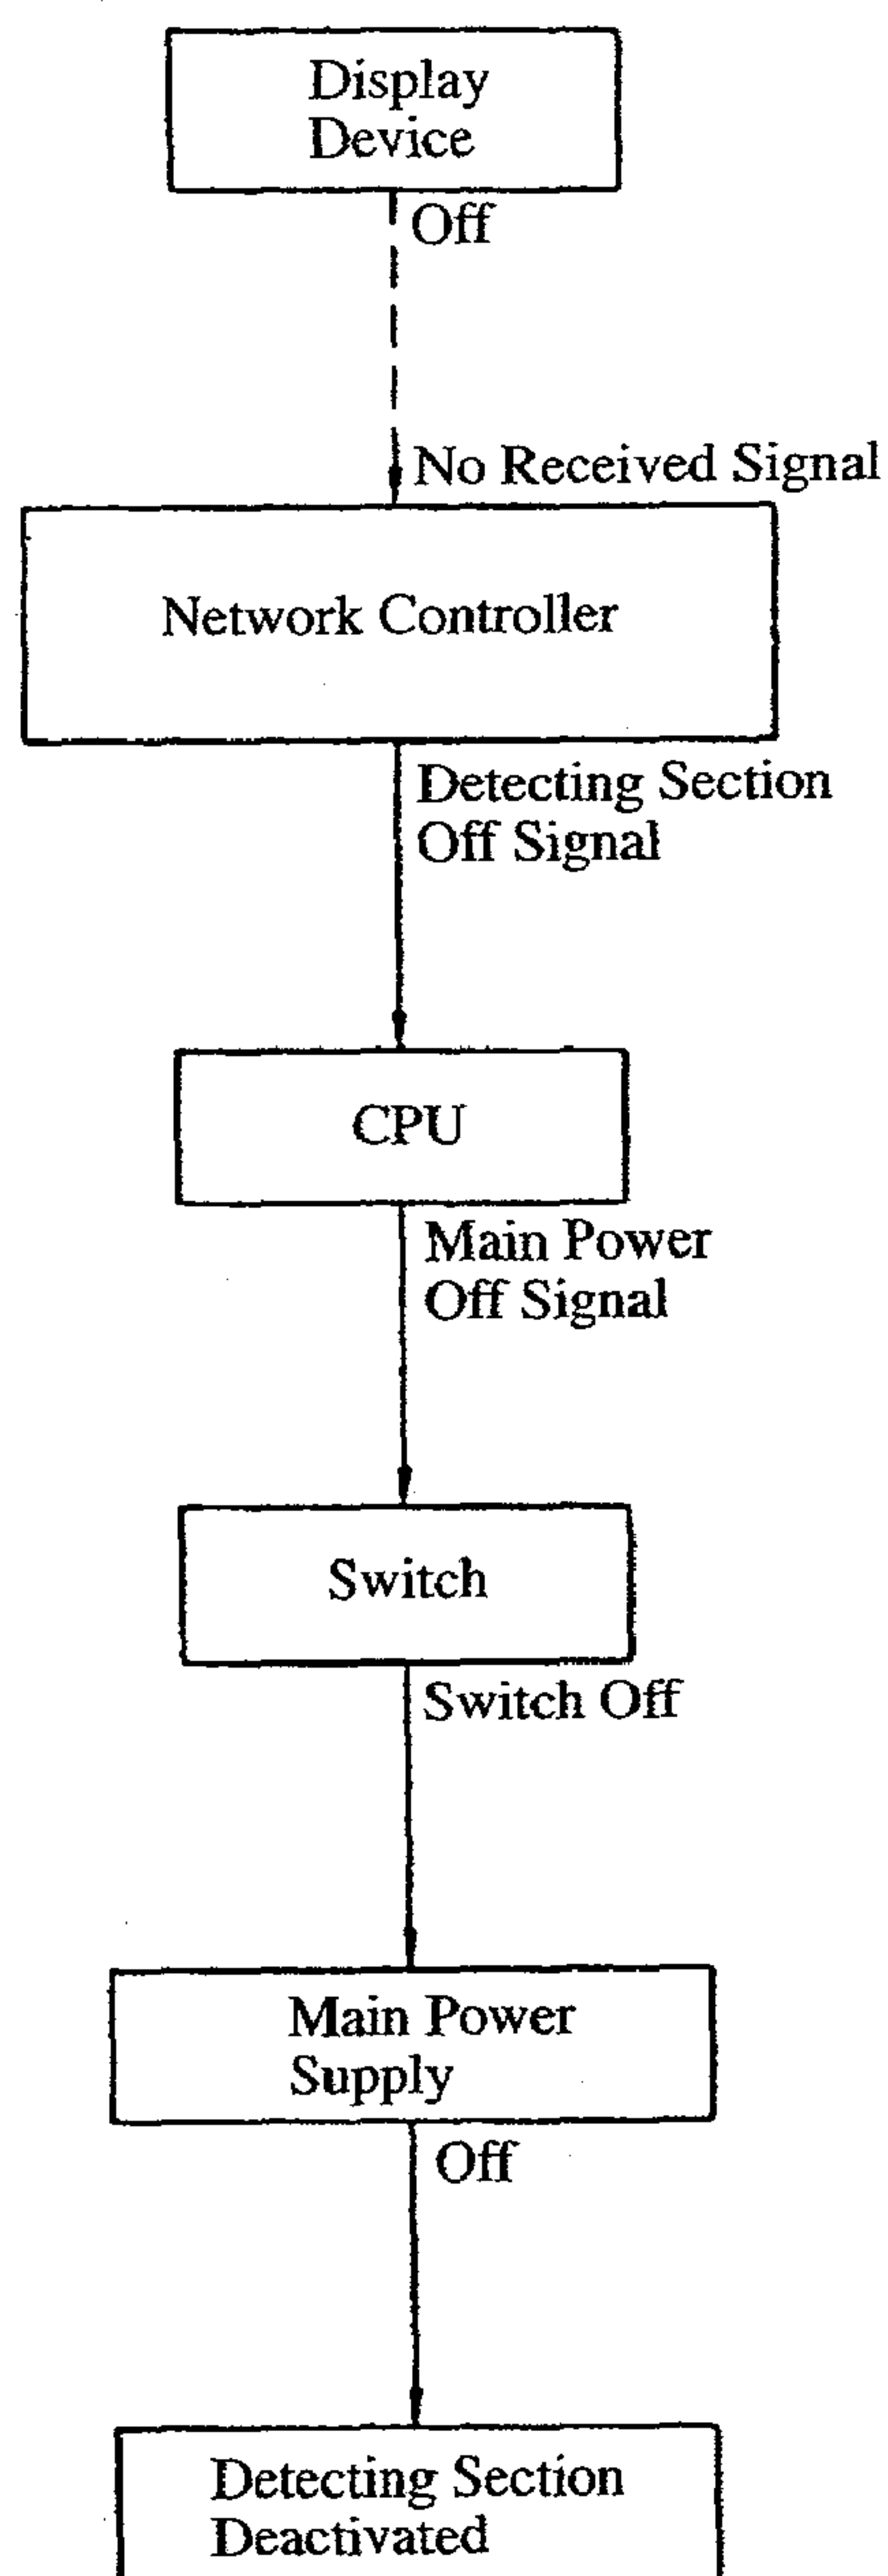 Display
Device
Off
No Received Signal
Network Controller
Detecting Section
Off Signal
CPU
Main Power
Off Signal
Switch
Switch Off
Main Power
Supply
Off
Detecting Section
Deactivated